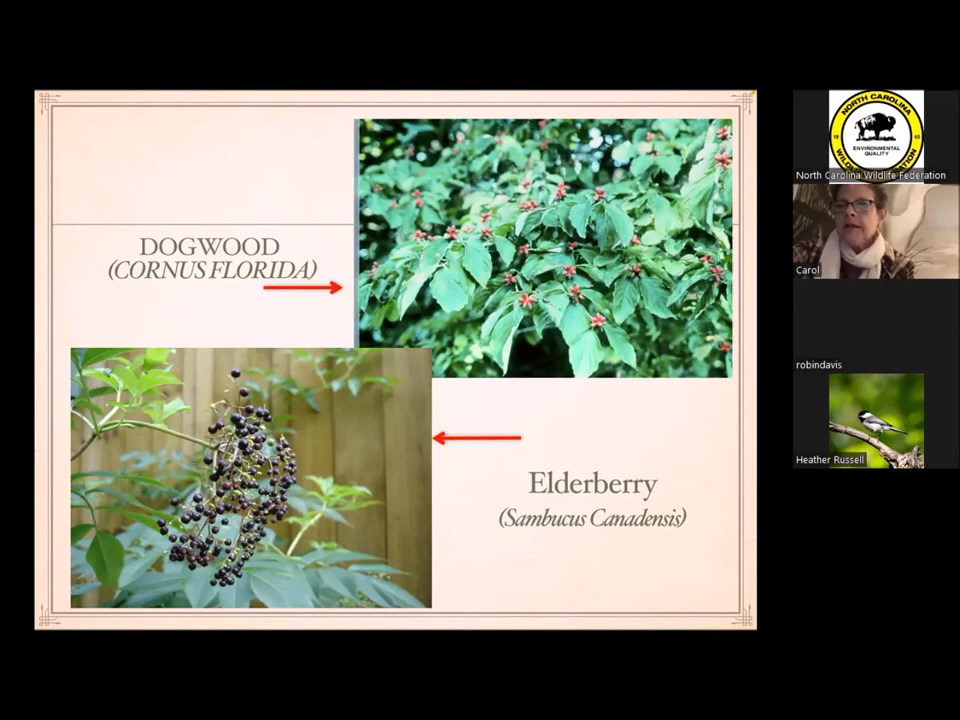 DOGWOOD
(CORNUS FLORIDA)
Elderberry
(Sambucus Canadensis)
NORTH CAROLINA
ENVIRONMENTAL
QUALITY
North Carolina Wildlife Federation
Carol
robindavis
Heather Russell